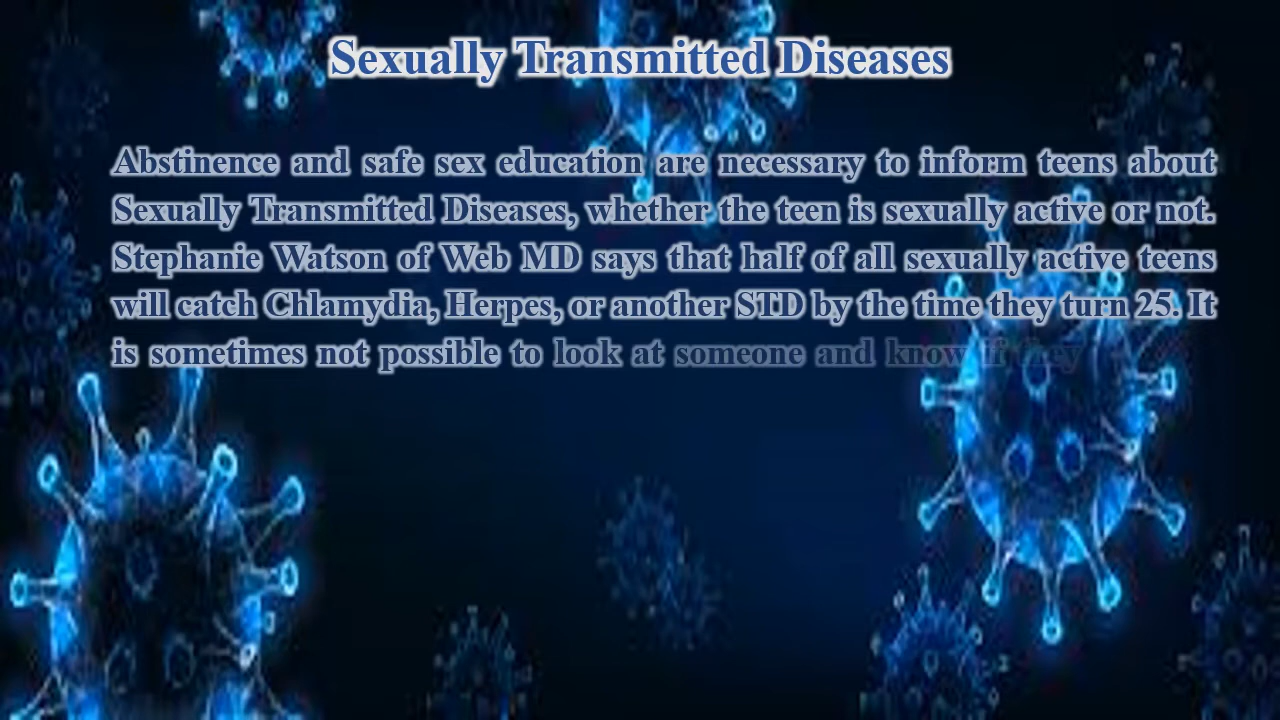 Sexually Transmitted Diseases
Abstinence and safe sex education are necessary to inform teens about
Sexually Transmitted Diseases, whether the teen is sexually active or not.
Stephanie Watson of Web MD says that half of all sexually active teens
will catch Chlamydia, Herpes, or another STD by the time they turn 25. It
is sometimes not possible to look at someone and know if they